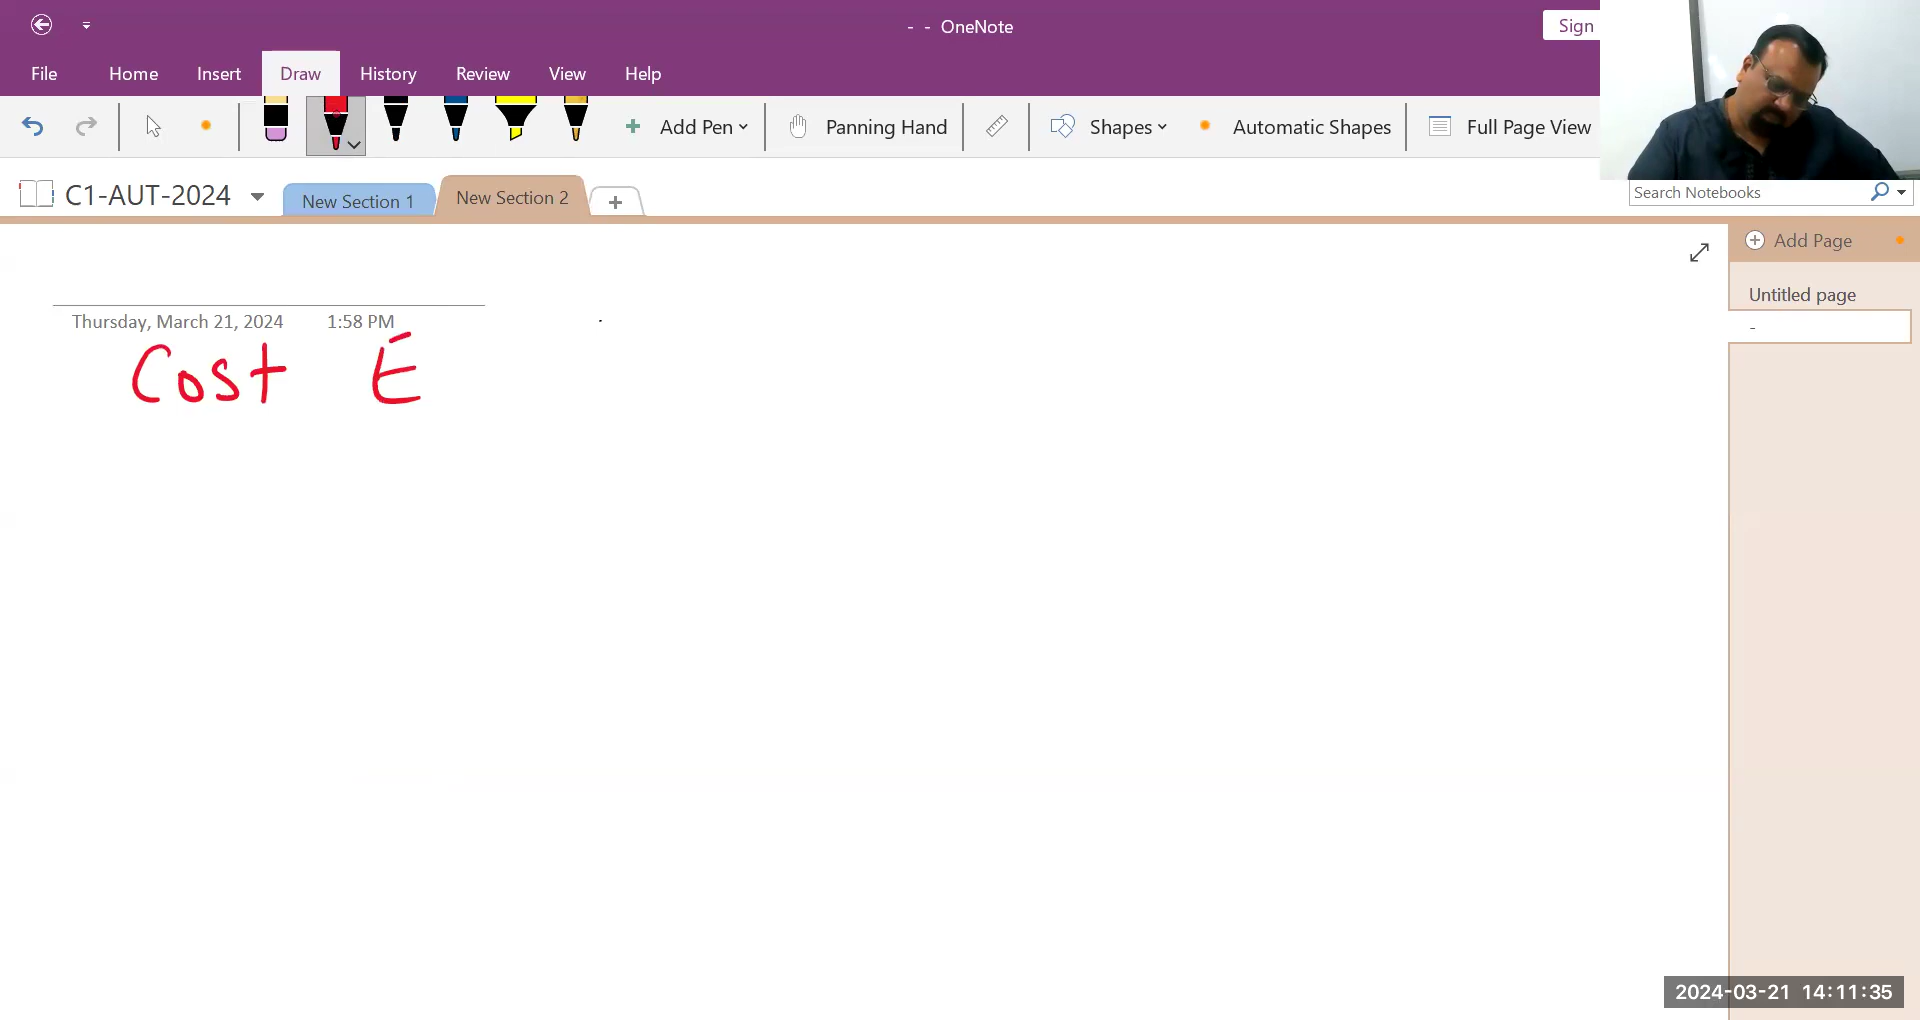 - - OneNote
Sign
File Home Insert Draw History Review View Help
Add Pen Panning Hand Shapes Automatic Shapes Full Page View
C1-AUT-2024 New Section 1 New Section 2
Search Notebooks
Add Page
Untitled page
-
Thursday, March 21, 2024 1:58 PM
Cost E
2024-03-21 14:11:35